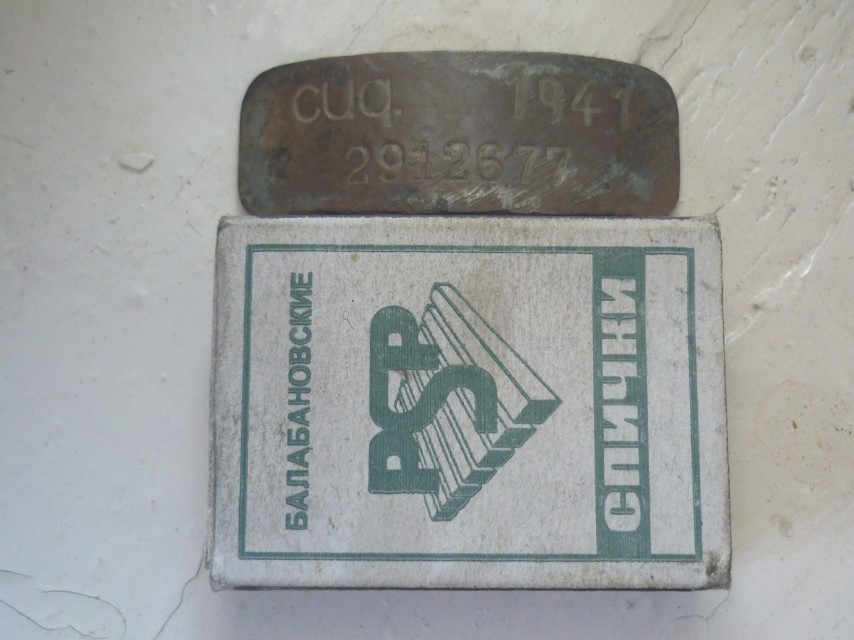 сид. 1941
2912677
БАЛАБАНОВСКИЕ
PSP
СПИЧКИ